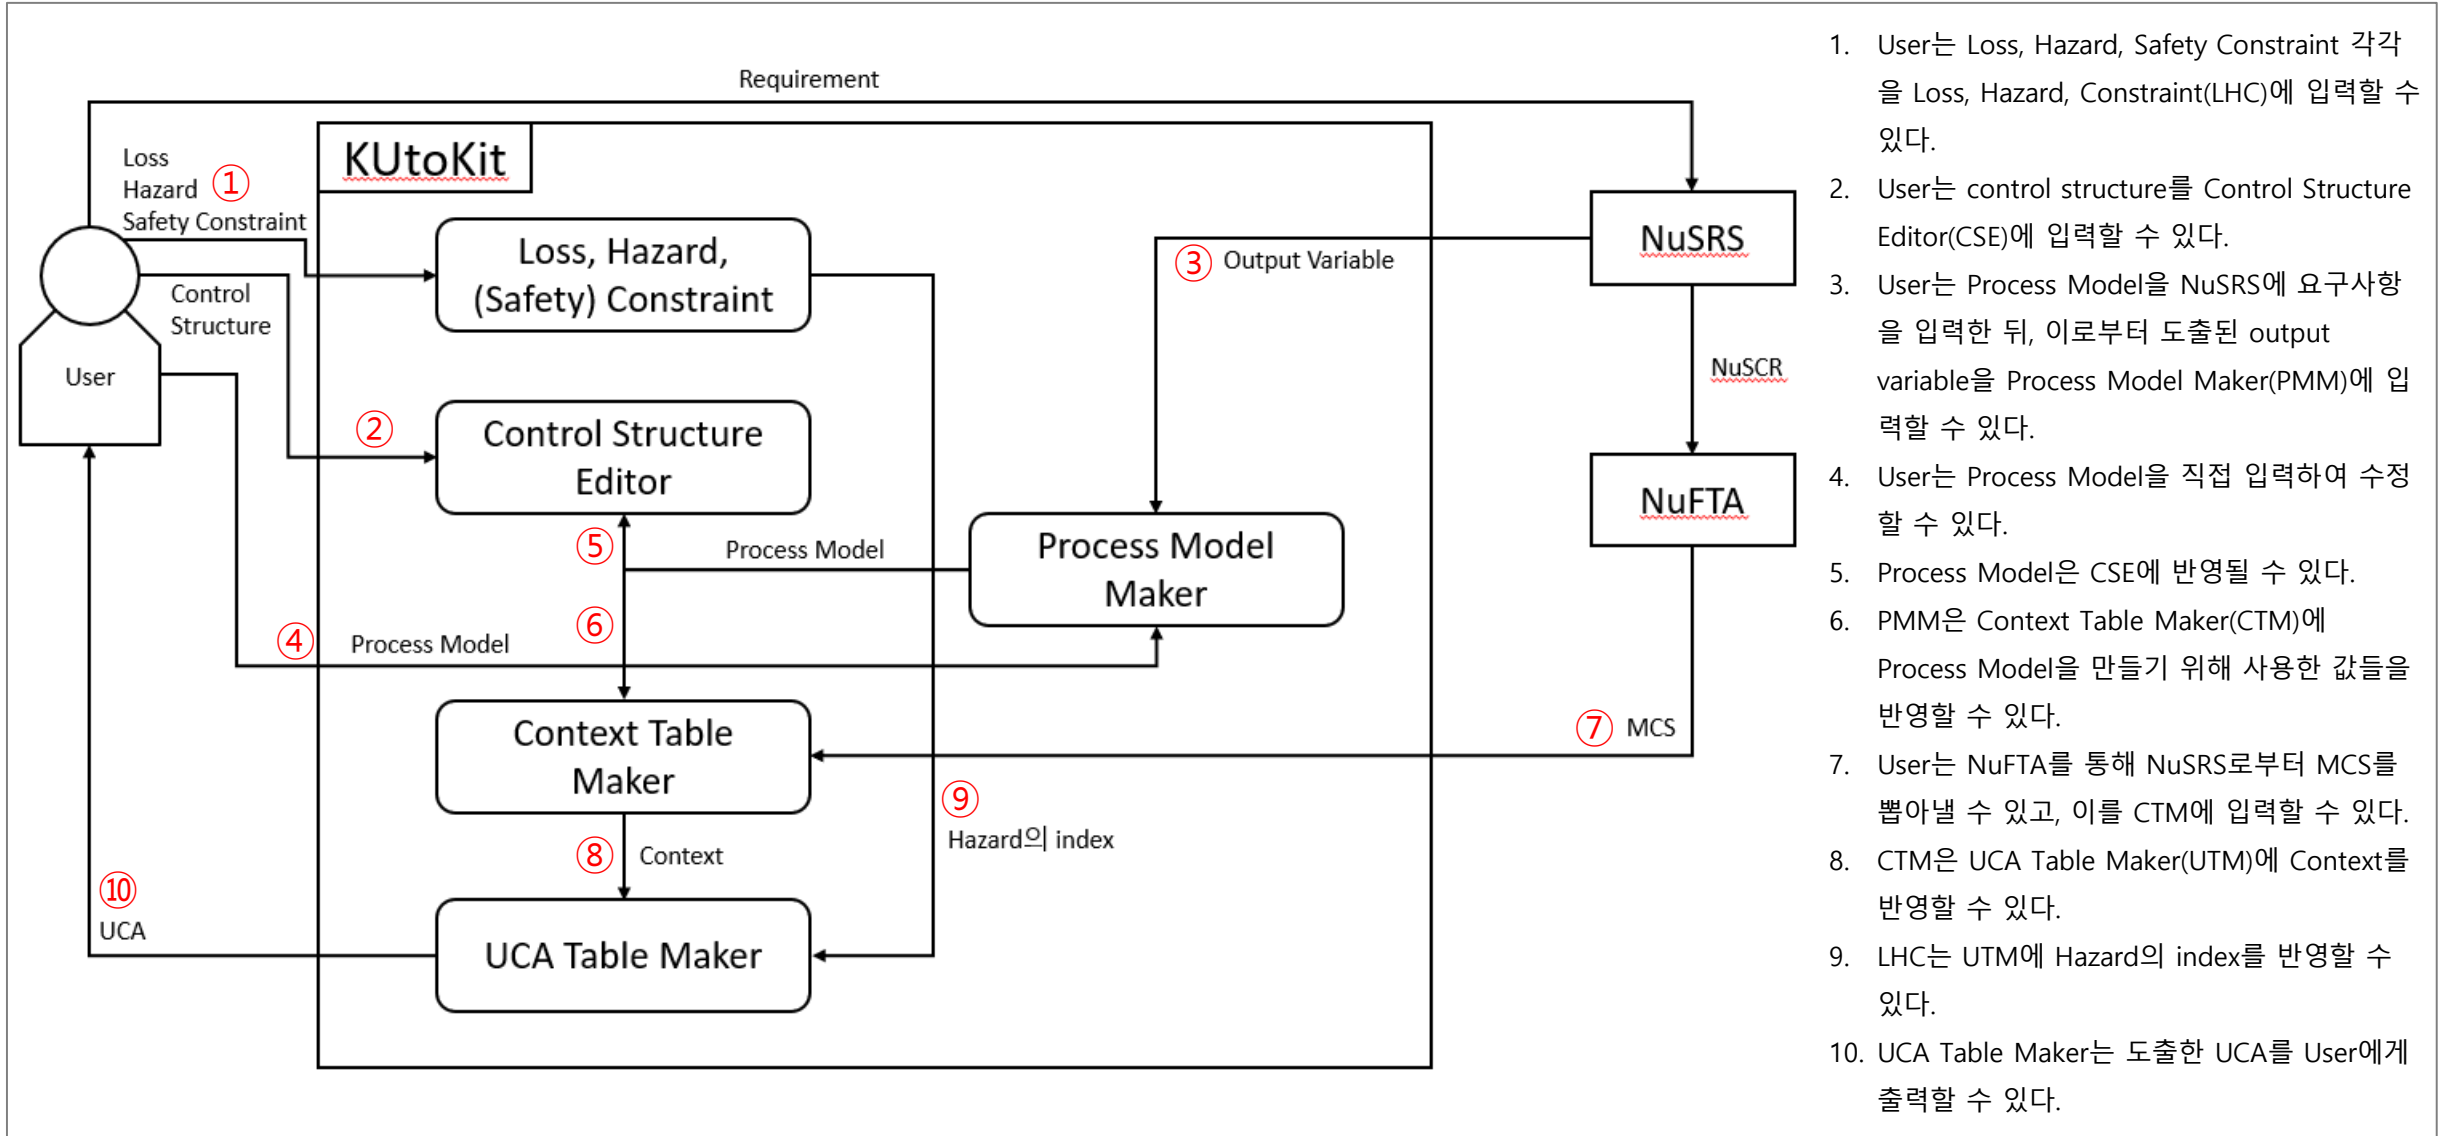 Requirement
KUtoKit
Loss
Hazard
Safety Constraint
①
Loss, Hazard,
(Safety) Constraint
NuSRS
③ Output Variable
Control
Structure
User
NuSCR
②
Control Structure
Editor
NuFTA
⑤
Process Model
Process Model
Maker
⑥
④
Process Model
Context Table
Maker
⑦ MCS
⑨
Hazard의 index
⑧ Context
⑩
UCA
UCA Table Maker
1. User는 Loss, Hazard, Safety Constraint 각각
을 Loss, Hazard, Constraint(LHC)에 입력할 수
있다.
2. User는 control structure를 Control Structure
Editor(CSE)에 입력할 수 있다.
3. User는 Process Model을 NuSRS에 요구사항
을 입력한 뒤, 이로부터 도출된 output
variable을 Process Model Maker(PMM)에 입
력할 수 있다.
4. User는 Process Model을 직접 입력하여 수정
할 수 있다.
5. Process Model은 CSE에 반영될 수 있다.
6. PMM은 Context Table Maker(CTM)에
Process Model을 만들기 위해 사용한 값들을
반영할 수 있다.
7. User는 NuFTA를 통해 NuSRS로부터 MCS를
뽑아낼 수 있고, 이를 CTM에 입력할 수 있다.
8. CTM은 UCA Table Maker(UTM)에 Context를
반영할 수 있다.
9. LHC는 UTM에 Hazard의 index를 반영할 수
있다.
10. UCA Table Maker는 도출한 UCA를 User에게
출력할 수 있다.